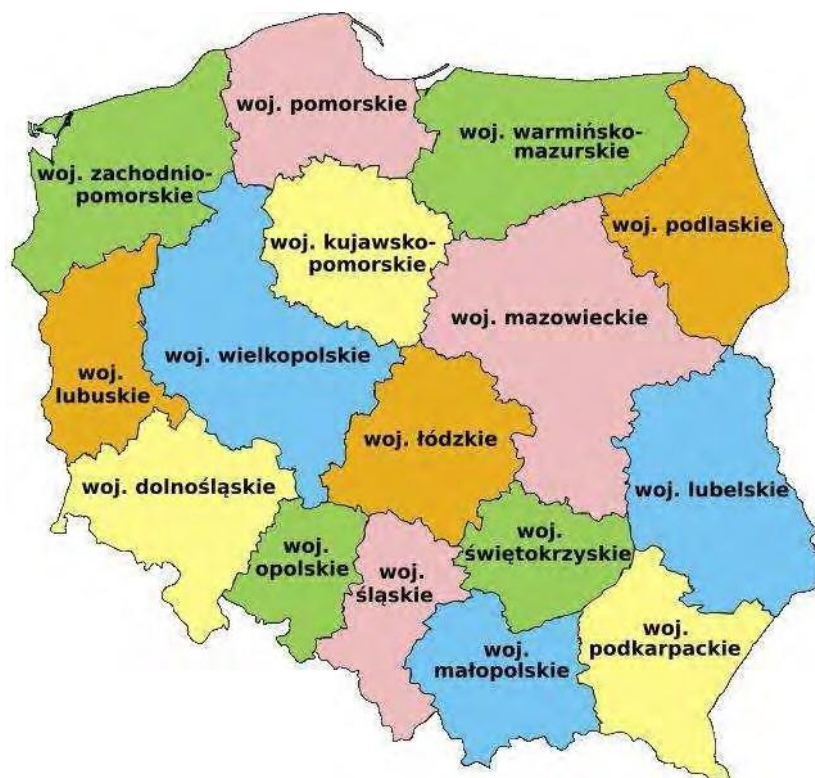 woj. pomorskie
woj. warmińsko-
mazurskie
woj. zachodnio-
pomorskie
woj. podlaskie
woj. kujawsko-
pomorskie
woj. mazowieckie
woj. wielkopolskie
woj.
lubuskie
woj. łódzkie
woj. dolnośląskie
woj. lubelskie
woj.
opolskie
woj.
śląskie
woj.
świętokrzyskie
woj.
małopolskie
woj.
podkarpackie